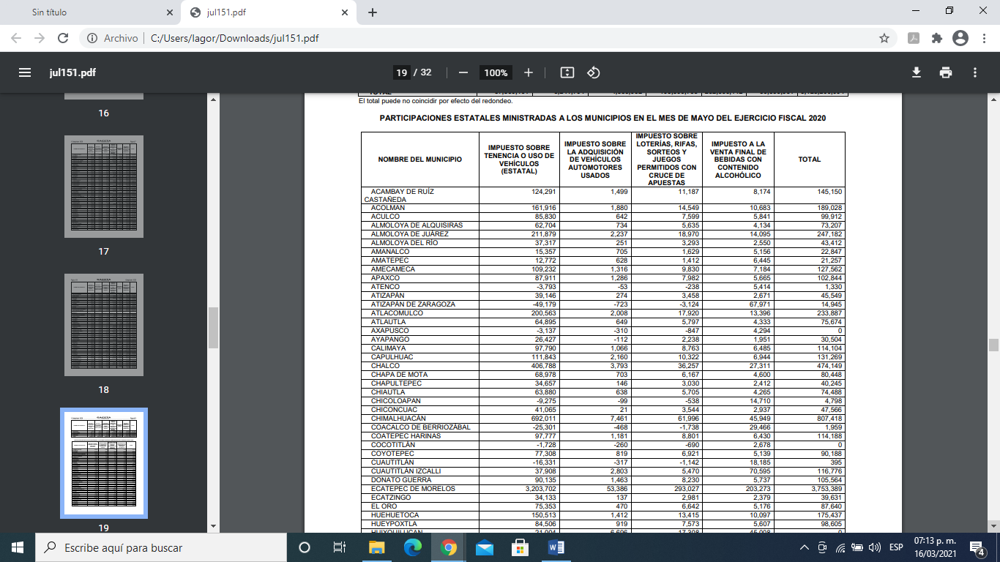 Sin título
jul151.pdf
Archivo C:/Users/lagor/Downloads/jul151.pdf
jul151.pdf
19 / 32
100%
16
17
18
19
El total puede no coincidir por efecto del redondeo.
PARTICIPACIONES ESTATALES MINISTRADAS A LOS MUNICIPIOS EN EL MES DE MAYO DEL EJERCICIO FISCAL 2020
NOMBRE DEL MUNICIPIO
IMPUESTO SOBRE
TENENCIA O USO DE
VEHÍCULOS
(ESTATAL)
IMPUESTO SOBRE
LA ADQUISICIÓN
DE VEHÍCULOS
AUTOMOTORES
USADOS
IMPUESTO SOBRE
LOTERÍAS, RIFAS,
SORTEOS Y
JUEGOS
PERMITIDOS CON
CRUCE DE
APUESTAS
IMPUESTO A LA
VENTA FINAL DE
BEBIDAS CON
CONTENIDO
ALCOHÓLICO
TOTAL
ACAMBAY DE RUÍZ 124,291 1,499 11,187 8,174 145,150
CASTAÑEDA
ACOLMAN 161,916 1,880 14,549 10,683 189,028
ACULCO 85,830 642 7,599 5,841 99,912
ALMOLOYA DE ALQUISIRAS 62,704 734 5,635 4,134 73,207
ALMOLOYA DE JUÁREZ 211,879 2,237 18,970 14,095 247,182
ALMOLOYA DEL RÍO 37,317 251 3,293 2,550 43,412
AMANALCO 15,357 705 1,629 5,156 22,847
AMATEPEC 12,772 628 1,412 6,445 21,257
AMECAMECA 109,232 1,316 9,830 7,184 127,562
APAXCO 87,911 1,286 7,982 5,665 102,844
ATENCO -3,793 -53 -238 5,414 1,330
ATIZAPÁN 39,146 274 3,458 2,671 45,549
ATIZAPÁN DE ZARAGOZA -49,179 -723 -3,124 67,971 14,945
ATLACOMULCO 200,563 2,008 17,920 13,396 233,887
ATLAUTLA 64,895 649 5,797 4,333 75,674
AXAPUSCO -3,137 -310 -847 4,294 0
AYAPANGO 26,427 -112 2,238 1,951 30,504
CALIMAYA 97,790 1,066 8,763 6,485 114,104
CAPULHUAC 111,843 2,160 10,322 6,944 131,269
CHALCO 406,788 3,793 36,257 27,311 474,149
CHAPA DE MOTA 68,978 703 6,167 4,600 80,448
CHAPULTEPEC 34,657 146 3,030 2,412 40,245
CHIAUTLA 63,880 638 5,705 4,265 74,488
CHICOLOAPAN -9,275 -99 -538 14,710 4,798
CHICONCUAC 41,065 21 3,544 2,937 47,566
CHIMALHUACÁN 692,011 7,461 61,996 45,949 807,418
COACALCO DE BERRIOZÁBAL -25,301 -468 -1,738 29,466 1,959
COATEPEC HARINAS 97,777 1,181 8,801 6,430 114,188
COCOTITLÁN -1,728 -260 -690 2,678 0
COYOTEPEC 77,308 819 6,921 5,139 90,188
CUAUTITLÁN -16,331 -317 -1,142 18,185 395
CUAUTITLÁN IZCALLI 37,908 2,803 5,470 70,595 116,776
DONATO GUERRA 90,135 1,463 8,230 5,737 105,564
ECATEPEC DE MORELOS 3,203,702 53,386 293,027 203,273 3,753,389
ECATZINGO 34,133 137 2,981 2,379 39,631
EL ORO 75,353 470 6,642 5,176 87,640
HUEHUETOCA 150,513 1,412 13,415 10,097 175,437
HUEYPOXTLA 84,506 919 7,573 5,607 98,605
Escribe aquí para buscar
ESP
07:13 p. m.
16/03/2021
4